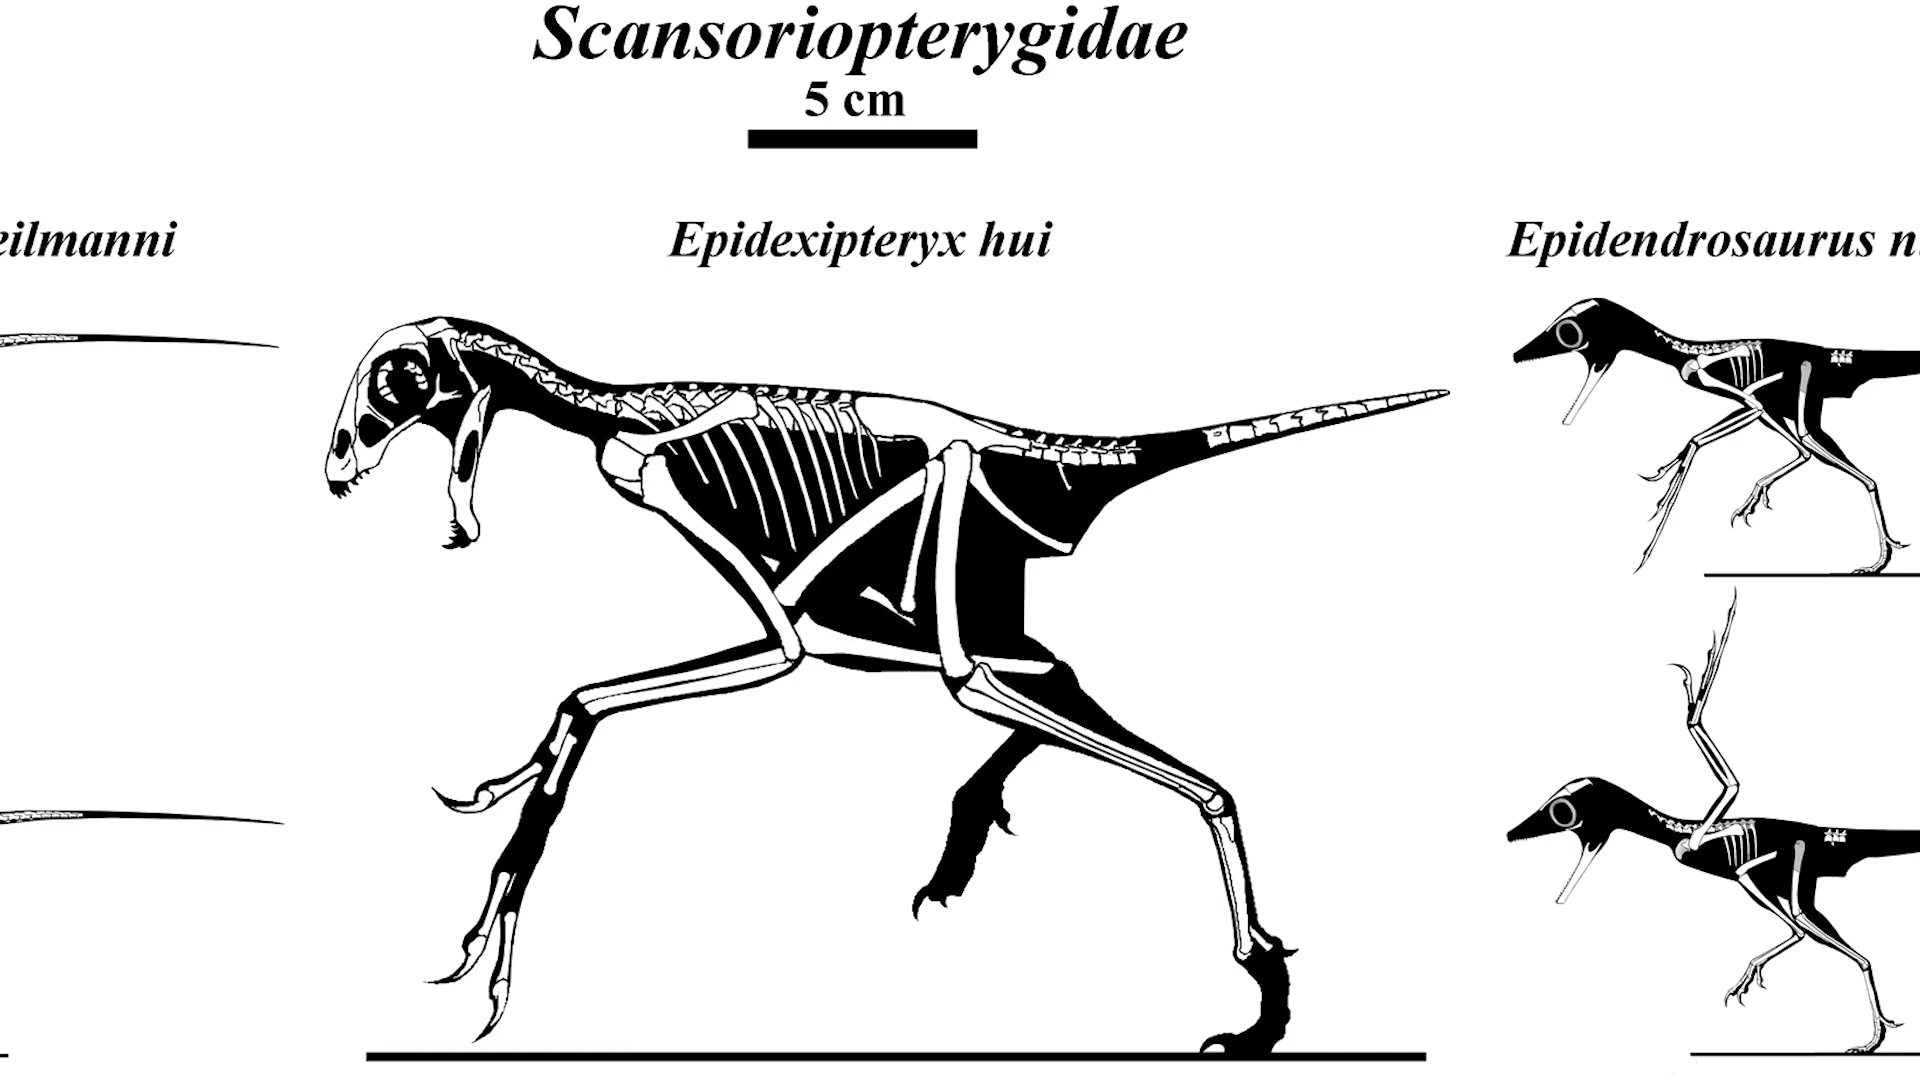 Scansoriopterygidae
5 cm
eilmanni
Epidexipteryx hui
Epidendrosaurus n